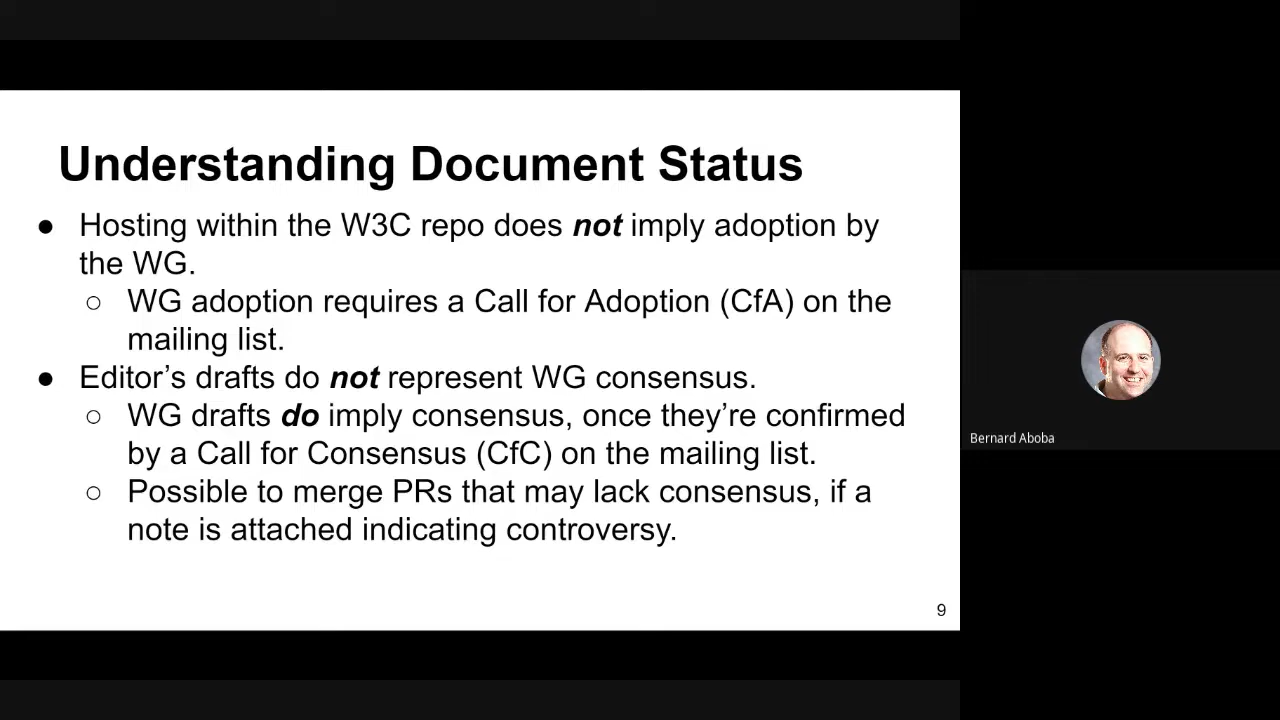 Understanding Document Status
● Hosting within the W3C repo does not imply adoption by
the WG.
○ WG adoption requires a Call for Adoption (CfA) on the
mailing list.
● Editor’s drafts do not represent WG consensus.
○ WG drafts do imply consensus, once they’re confirmed
by a Call for Consensus (CfC) on the mailing list.
○ Possible to merge PRs that may lack consensus, if a
note is attached indicating controversy.
9
Bernard Aboba